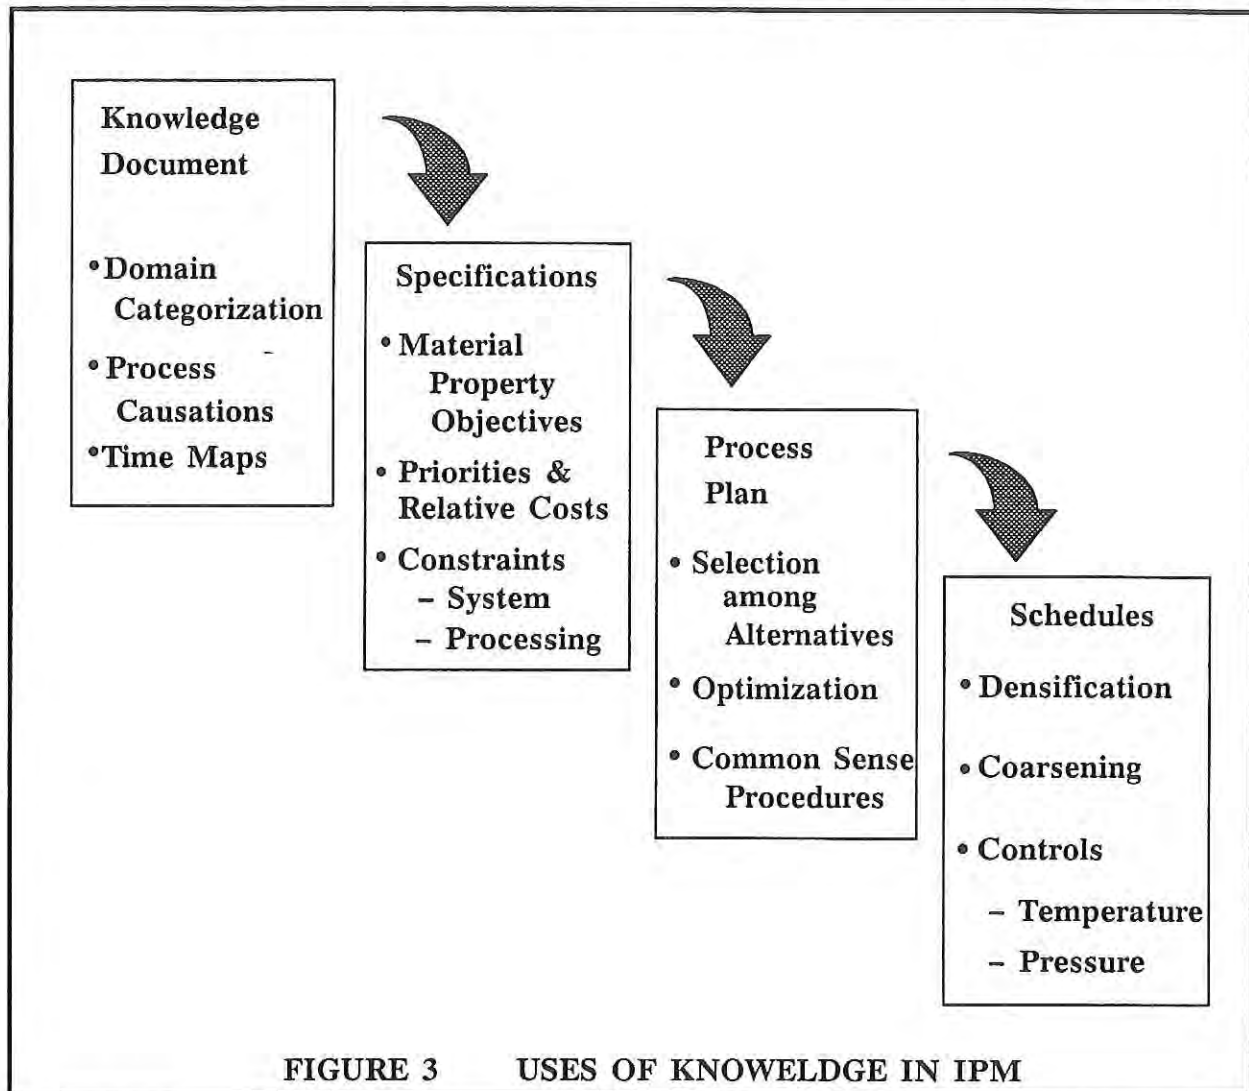 Knowledge
Document
•Domain
Categorization
• Process
Causations
•Time Maps
Specifications
• Material
Property
Objectives
• Priorities &
Relative Costs
• Constraints
– System
– Processing
Process
Plan
• Selection
among
Alternatives
• Optimization
• Common Sense
Procedures
Schedules
• Densification
• Coarsening
• Controls
– Temperature
– Pressure
FIGURE 3 USES OF KNOWELDGE IN IPM